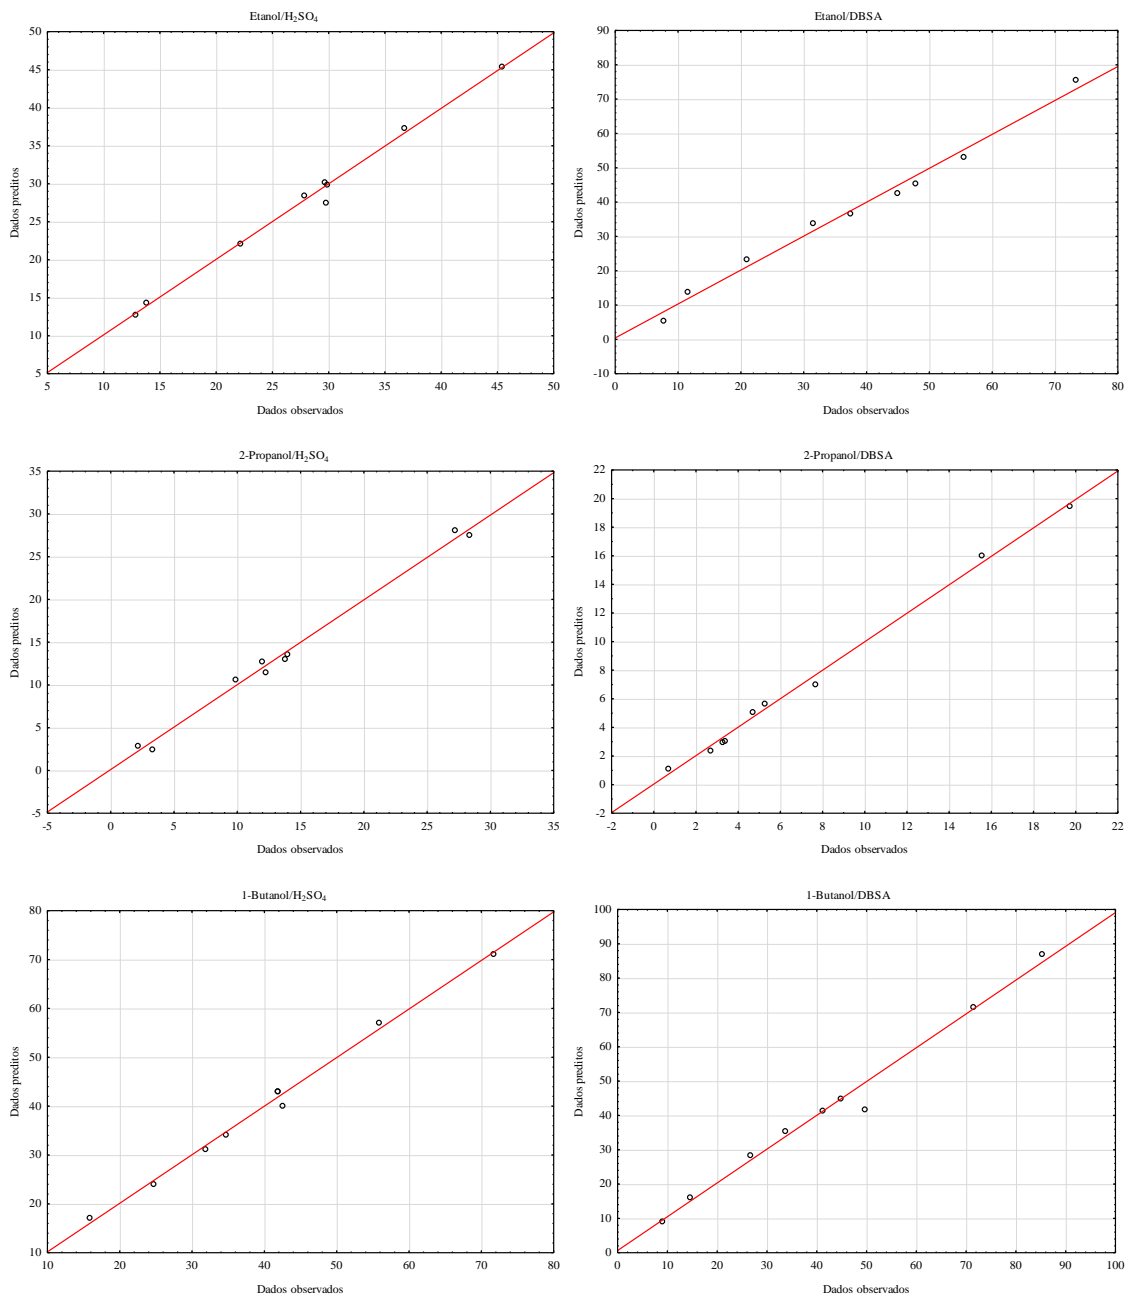 Etanol/H₂SO₄
50
45
40
35
30
25
20
15
10
5
Dados preditos
5 10 15 20 25 30 35 40 45 50
Dados observados
Etanol/DBSA
90
80
70
60
50
40
30
20
10
0
-10
Dados preditos
0 10 20 30 40 50 60 70 80
Dados observados
2-Propanol/H₂SO₄
35
30
25
20
15
10
5
0
-5
Dados preditos
-5 0 5 10 15 20 25 30 35
Dados observados
2-Propanol/DBSA
22
20
18
16
14
12
10
8
6
4
2
0
-2
Dados preditos
-2 0 2 4 6 8 10 12 14 16 18 20 22
Dados observados
1-Butanol/H₂SO₄
80
70
60
50
40
30
20
10
Dados preditos
10 20 30 40 50 60 70 80
Dados observados
1-Butanol/DBSA
100
90
80
70
60
50
40
30
20
10
0
Dados preditos
0 10 20 30 40 50 60 70 80 90 100
Dados observados